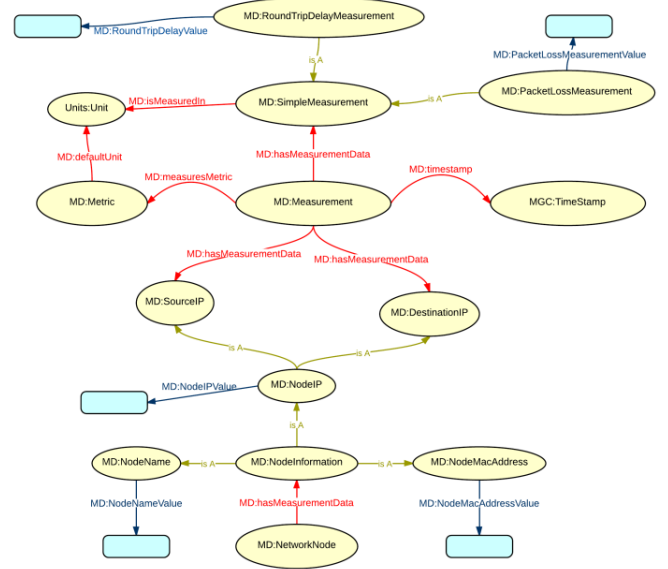 MD:RoundTripDelayMeasurement
MD:RoundTripDelayValue
is A
MD:PacketLossMeasurementValue
Units:Unit
MD:isMeasuredIn
MD:SimpleMeasurement
is A
MD:PacketLossMeasurement
MD:defaultUnit
MD:hasMeasurementData
MD:measuresMetric
MD:timestamp
MD:Metric
MD:Measurement
MGC:TimeStamp
MD:hasMeasurementData
MD:hasMeasurementData
MD:SourceIP
MD:DestinationIP
is A
is A
MD:NodeIPValue
MD:NodeIP
is A
MD:NodeName
is A
MD:NodeInformation
is A
MD:NodeMacAddress
MD:NodeNameValue
MD:hasMeasurementData
MD:NodeMacAddressValue
MD:NetworkNode